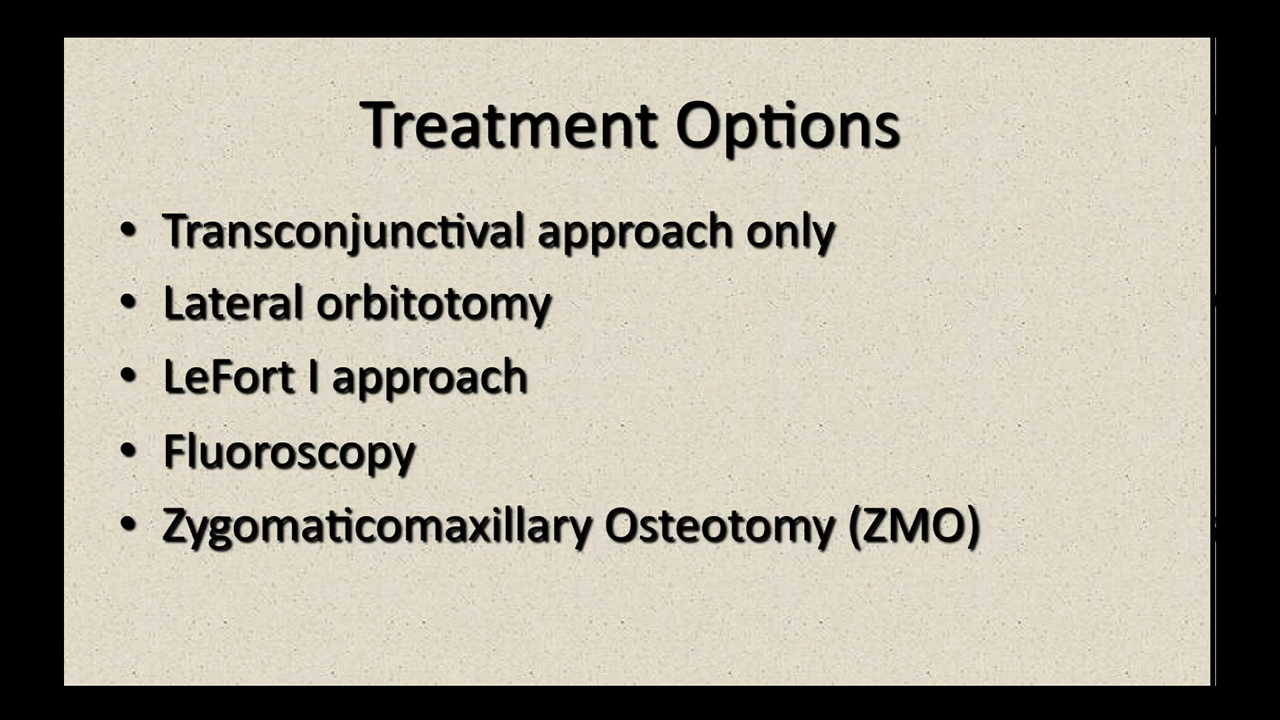 Treatment Options
• Transconjunctival approach only
• Lateral orbitotomy
• LeFort I approach
• Fluoroscopy
• Zygomaticomaxillary Osteotomy (ZMO)